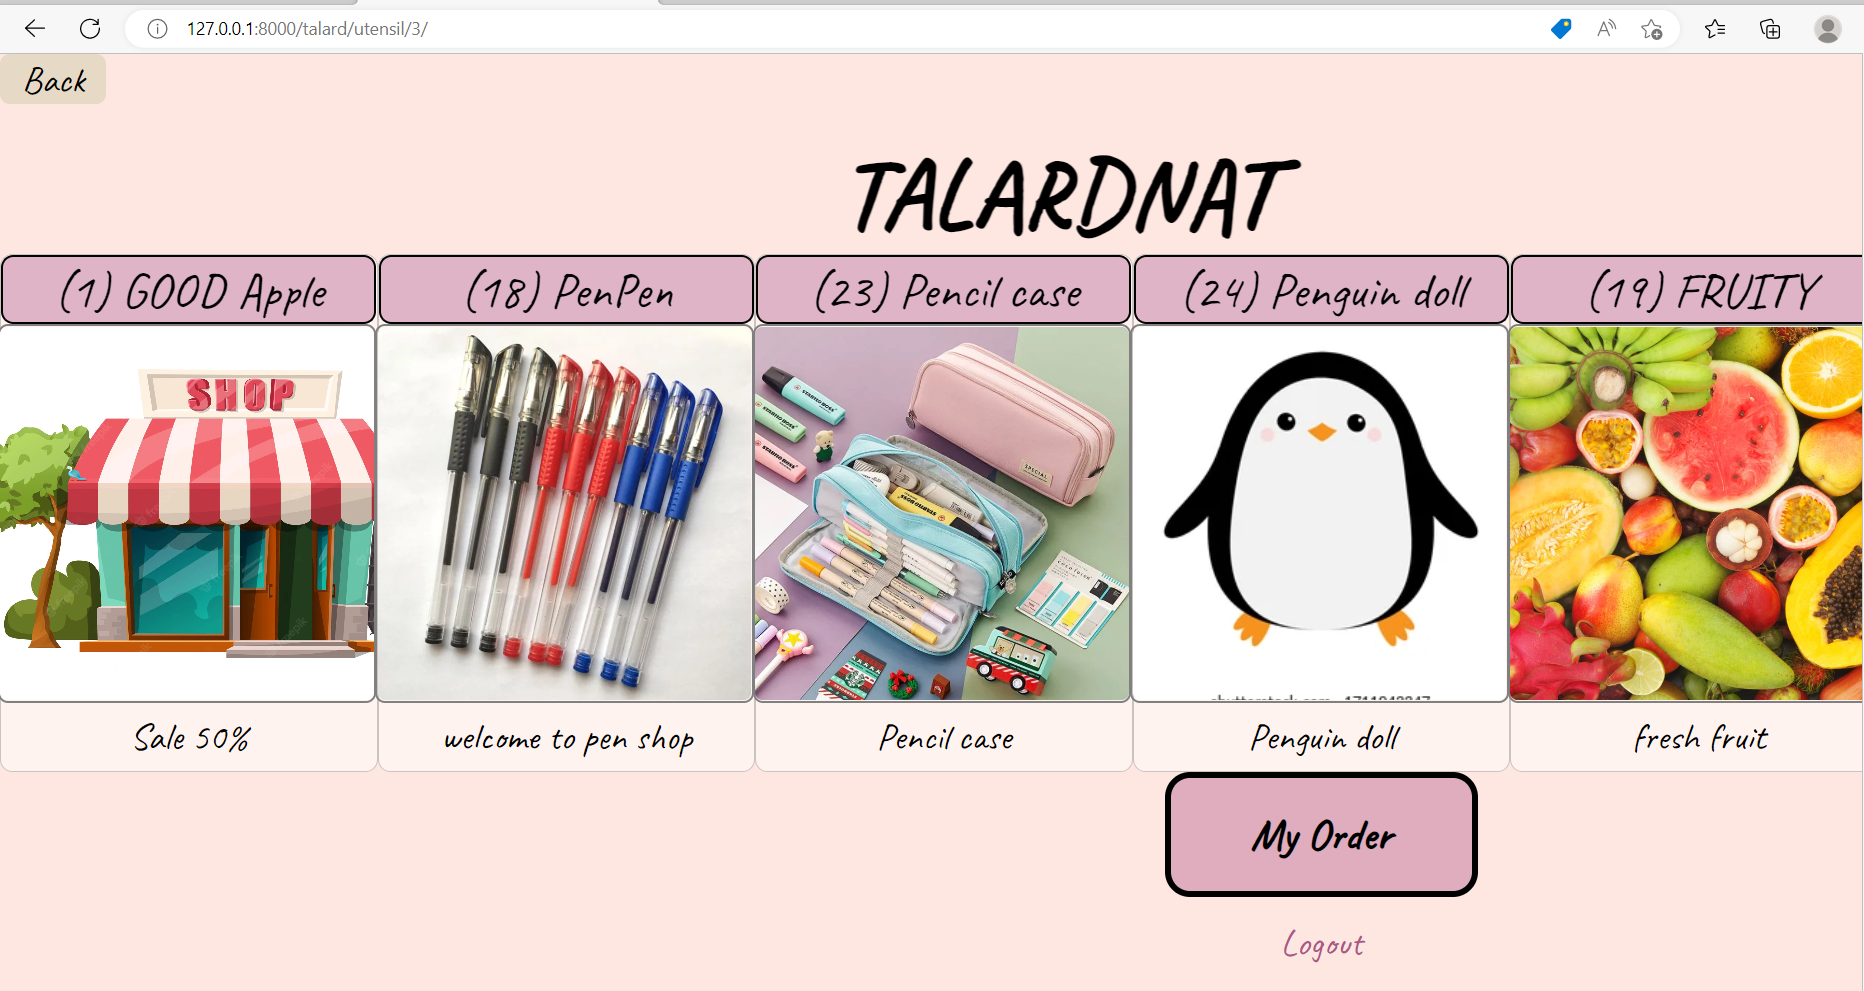 127.0.0.1:8000/talard/utensil/3/
Back
TALARDNAT
(1) GOOD Apple
(18) PenPen
(23) Pencil case
(24) Penguin doll
(19) FRUITY
SHOP
SPECIAL
Sale 50%
welcome to pen shop
Pencil case
Penguin doll
fresh fruit
My Order
Logout